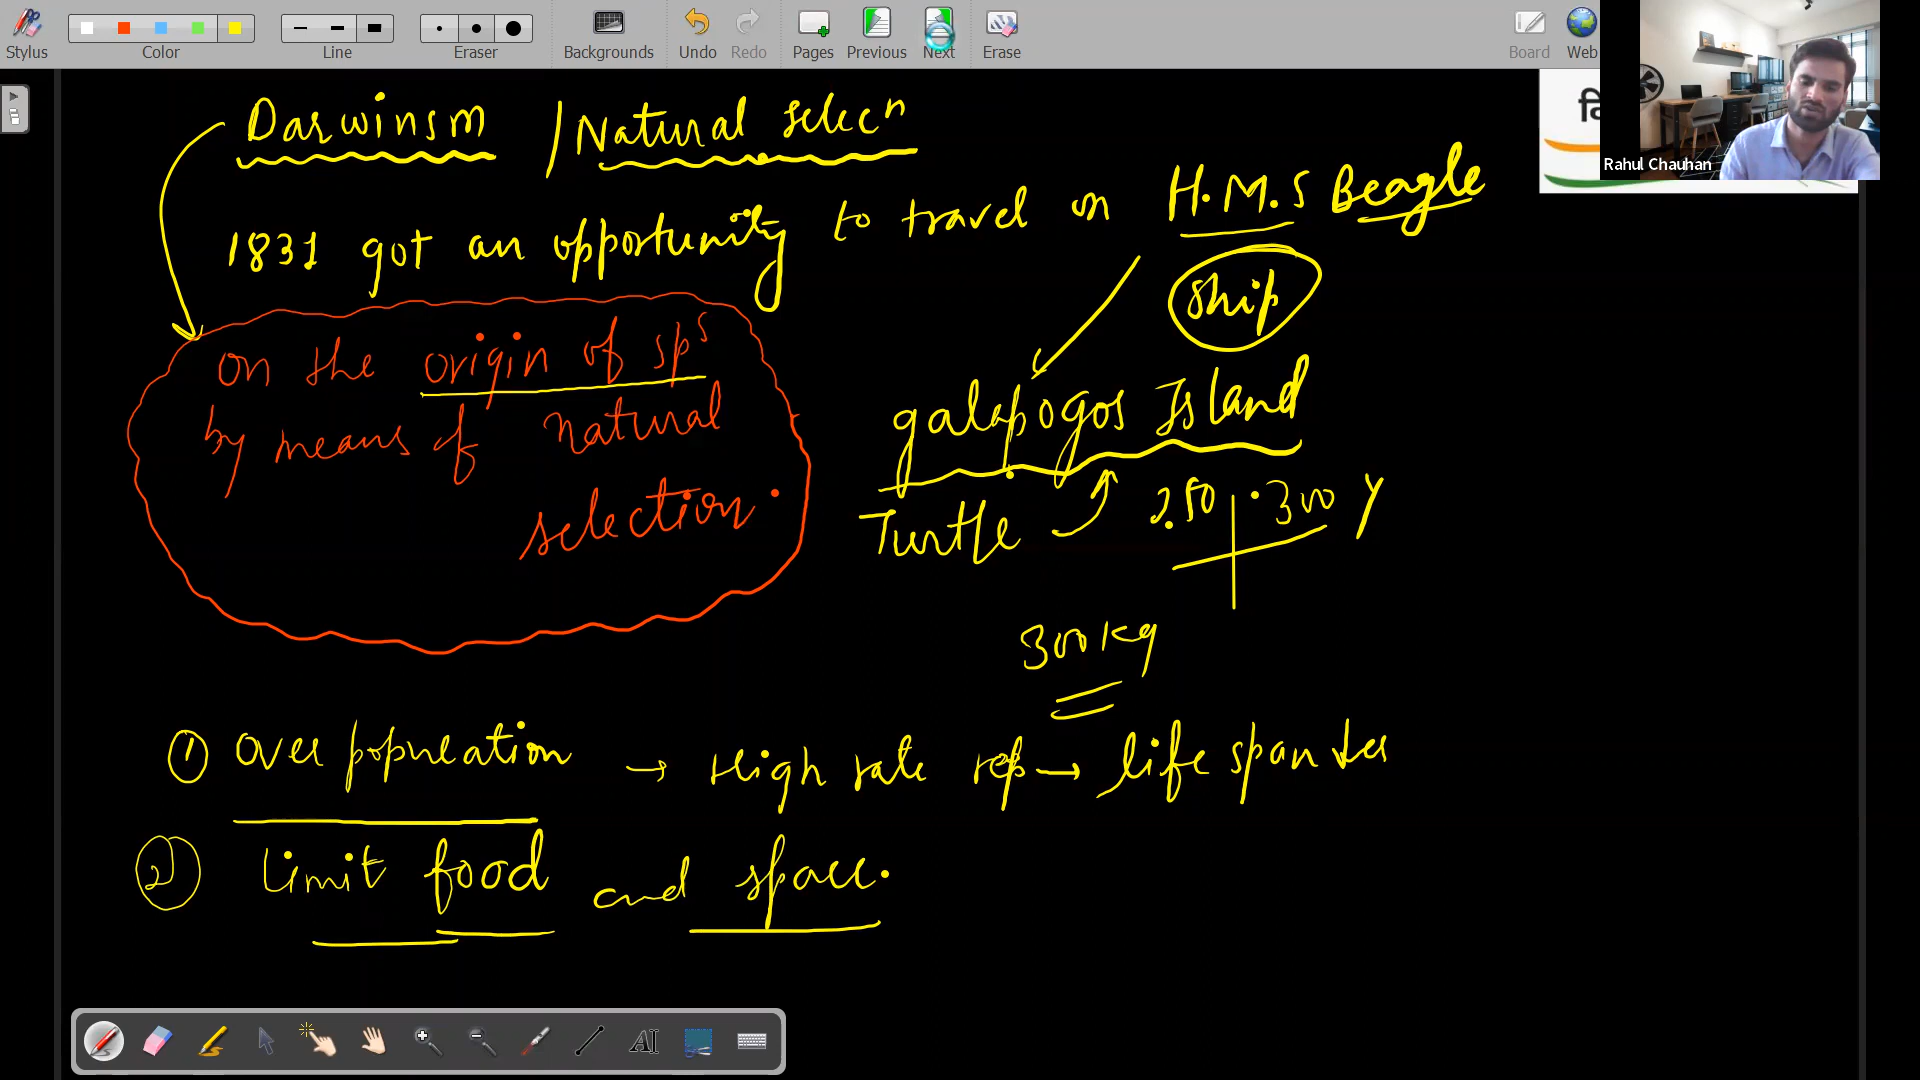 Stylus Color Line Eraser Backgrounds Undo Redo Pages Previous Next Erase Board Web
Rahul Chauhan
Darwinsm / Natural selecn
1831 got an opportunity to travel on H.M.S Beagle
Ship
on the origin of sps
by means of natural
selection.
galapogos Island
Turtle 250 300 Y
300 kg
① Over population → High rate rep → life span
② limit food and space.
AI